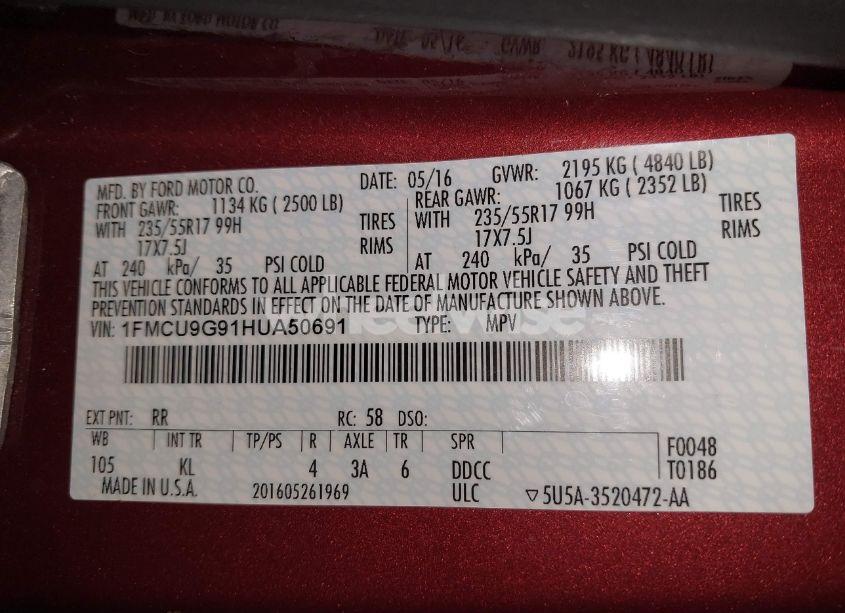 MFD. BY FORD MOTOR CO.
DATE: 05/16 GVWR: 2195 KG ( 4840 LB)
FRONT GAWR: 1134 KG ( 2500 LB) REAR GAWR: 1067 KG ( 2352 LB)
WITH 235/55R17 99H TIRES WITH 235/55R17 99H TIRES
17X7.5J RIMS 17X7.5J RIMS
AT 240 kPa/ 35 PSI COLD AT 240 kPa/ 35 PSI COLD
THIS VEHICLE CONFORMS TO ALL APPLICABLE FEDERAL MOTOR VEHICLE SAFETY AND THEFT
PREVENTION STANDARDS IN EFFECT ON THE DATE OF MANUFACTURE SHOWN ABOVE.
VIN: 1FMCU9G91HUA50691 TYPE: MPV
EXT PNT: RR RC: 58 DSO:
WB INT TR TP/PS R AXLE TR SPR F0048
105 KL 4 3A 6 DDCC T0186
MADE IN U.S.A. 201605261969 ULC ▽5U5A-3520472-AA